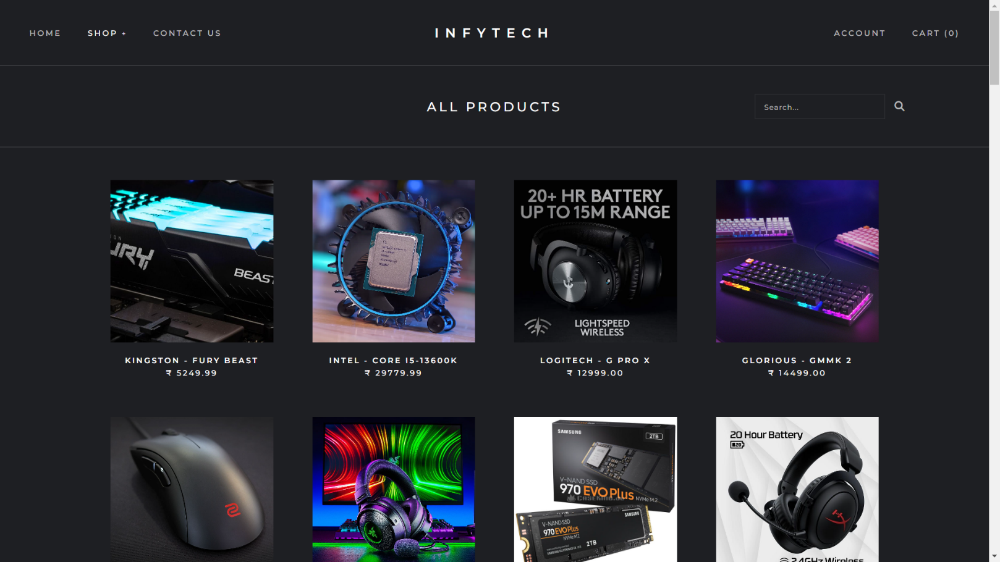 HOME
SHOP +
CONTACT US
INFYTECH
ACCOUNT
CART (0)
ALL PRODUCTS
Search...
FURY
BEAST
KINGSTON - FURY BEAST
₹ 5249.99
INTEL - CORE I5-13600K
₹ 29779.99
20+ HR BATTERY
UP TO 15M RANGE
LIGHTSPEED
WIRELESS
LOGITECH - G PRO X
₹ 12999.00
GLORIOUS - GMMK 2
₹ 14499.00
SAMSUNG
2TB
V-NAND SSD
970 EVO Plus NVMe M.2
SAMSUNG
V-NAND SSD
970 EVO Plus
NVMe M.2
2TB
20 Hour Battery
20
HX
2.4GHz Wireless